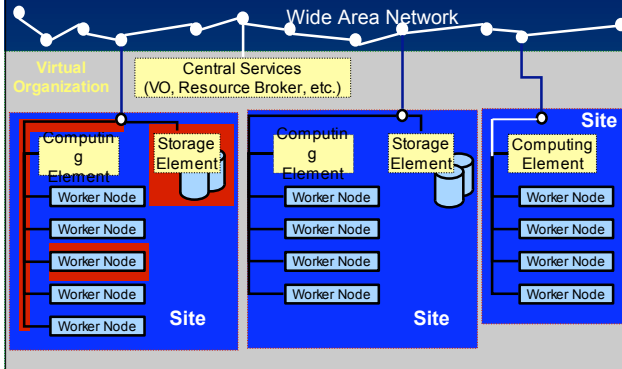 Wide Area Network
Virtual
Organization
Central Services
(VO, Resource Broker, etc.)
Computin
g
Element
Storage
Element
Worker Node
Worker Node
Worker Node
Worker Node
Worker Node
Site
Computin
g
Element
Storage
Element
Worker Node
Worker Node
Worker Node
Worker Node
Site
Site
Computing
Element
Worker Node
Worker Node
Worker Node
Worker Node